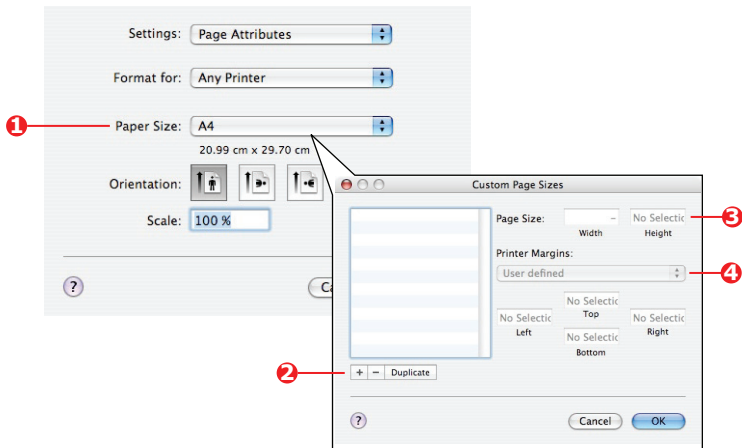 Settings: Page Attributes
Format for: Any Printer
1 Paper Size: A4
20.99 cm x 29.70 cm
Orientation:
Scale: 100 %
?
Custom Page Sizes
Page Size: – No Selectic 3
Width Height
Printer Margins:
User defined 4
No Selectic
Top
No Selectic No Selectic
Left Right
No Selectic
Bottom
2 + − Duplicate
? Cancel OK